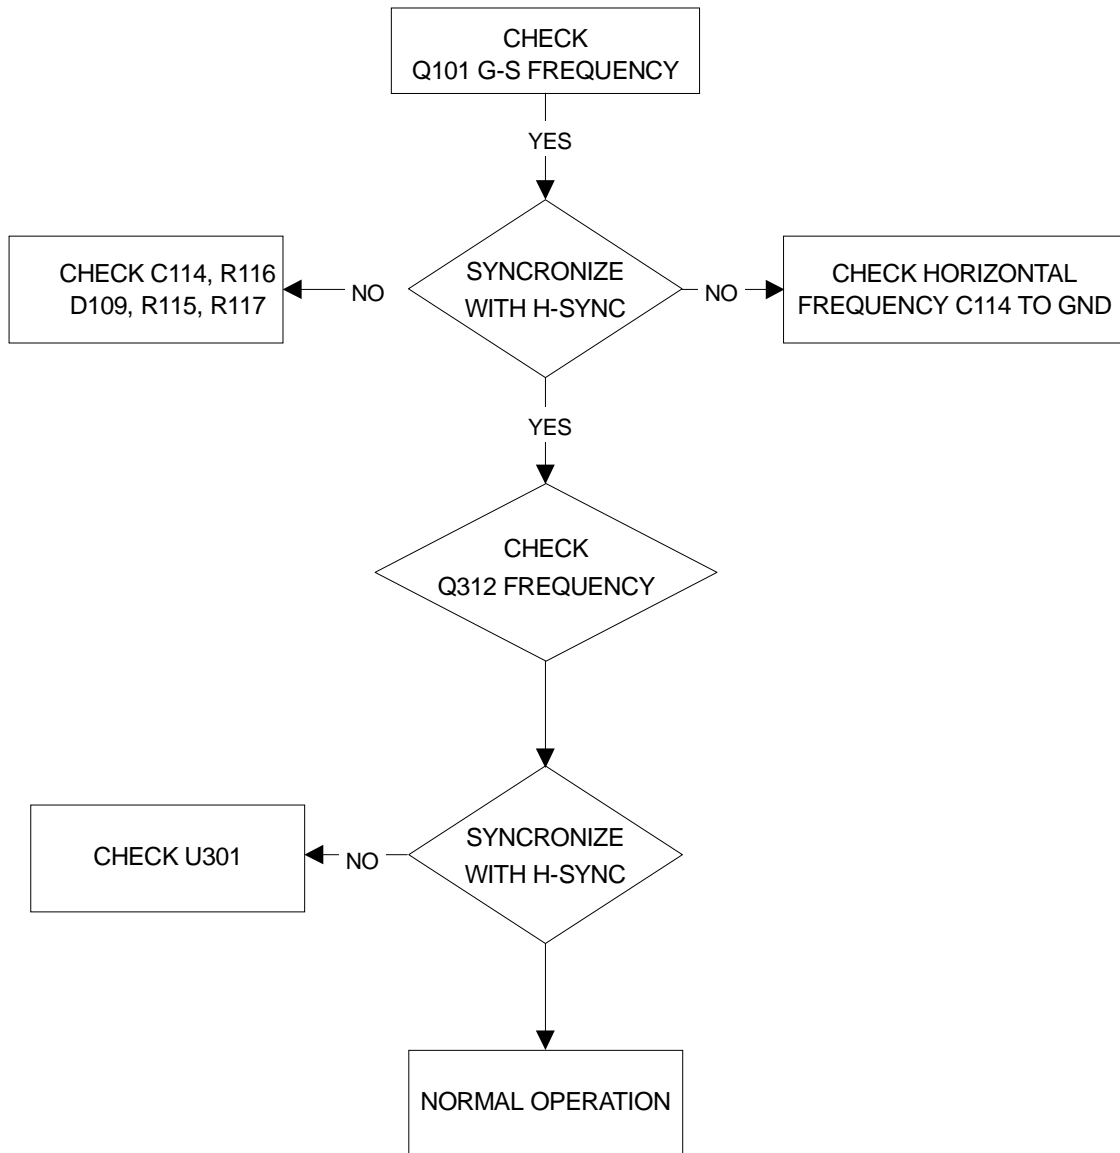 CHECK
Q101 G-S FREQUENCY
YES
CHECK C114, R116
D109, R115, R117
NO
SYNCRONIZE
WITH H-SYNC
NO
CHECK HORIZONTAL
FREQUENCY C114 TO GND
YES
CHECK
Q312 FREQUENCY
CHECK U301
NO
SYNCRONIZE
WITH H-SYNC
NORMAL OPERATION